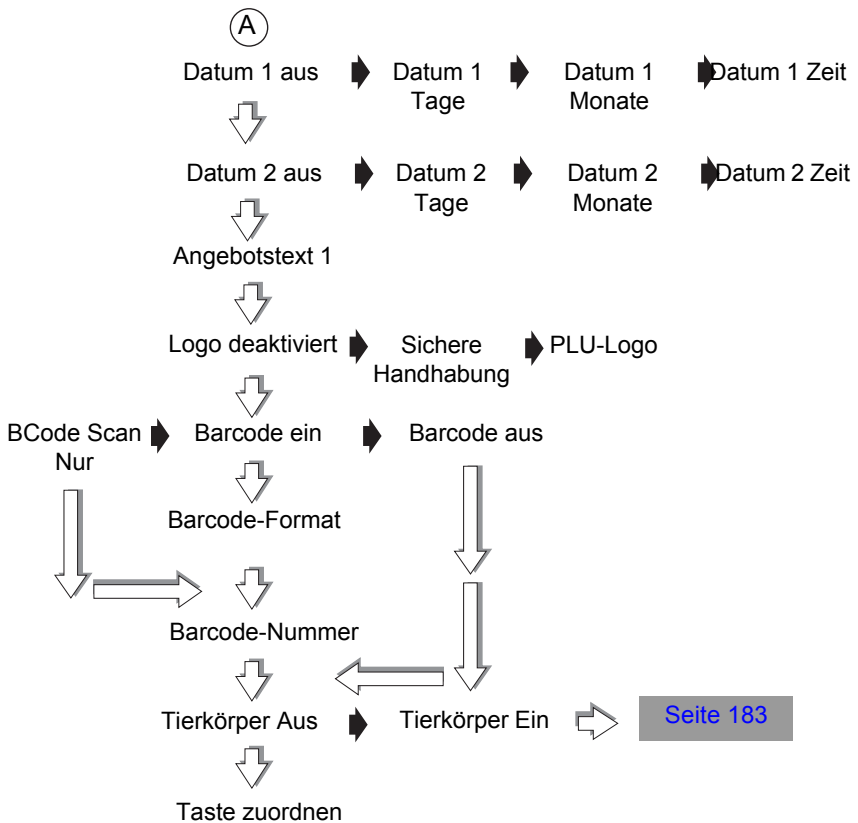 A
Datum 1 aus Datum 1 Datum 1 Datum 1 Zeit
Tage Monate
Datum 2 aus Datum 2 Datum 2 Datum 2 Zeit
Tage Monate
Angebotstext 1
Logo deaktiviert Sichere PLU-Logo
Handhabung
BCode Scan Barcode ein Barcode aus
Nur
Barcode-Format
Barcode-Nummer
Tierkörper Aus Tierkörper Ein Seite 183
Taste zuordnen